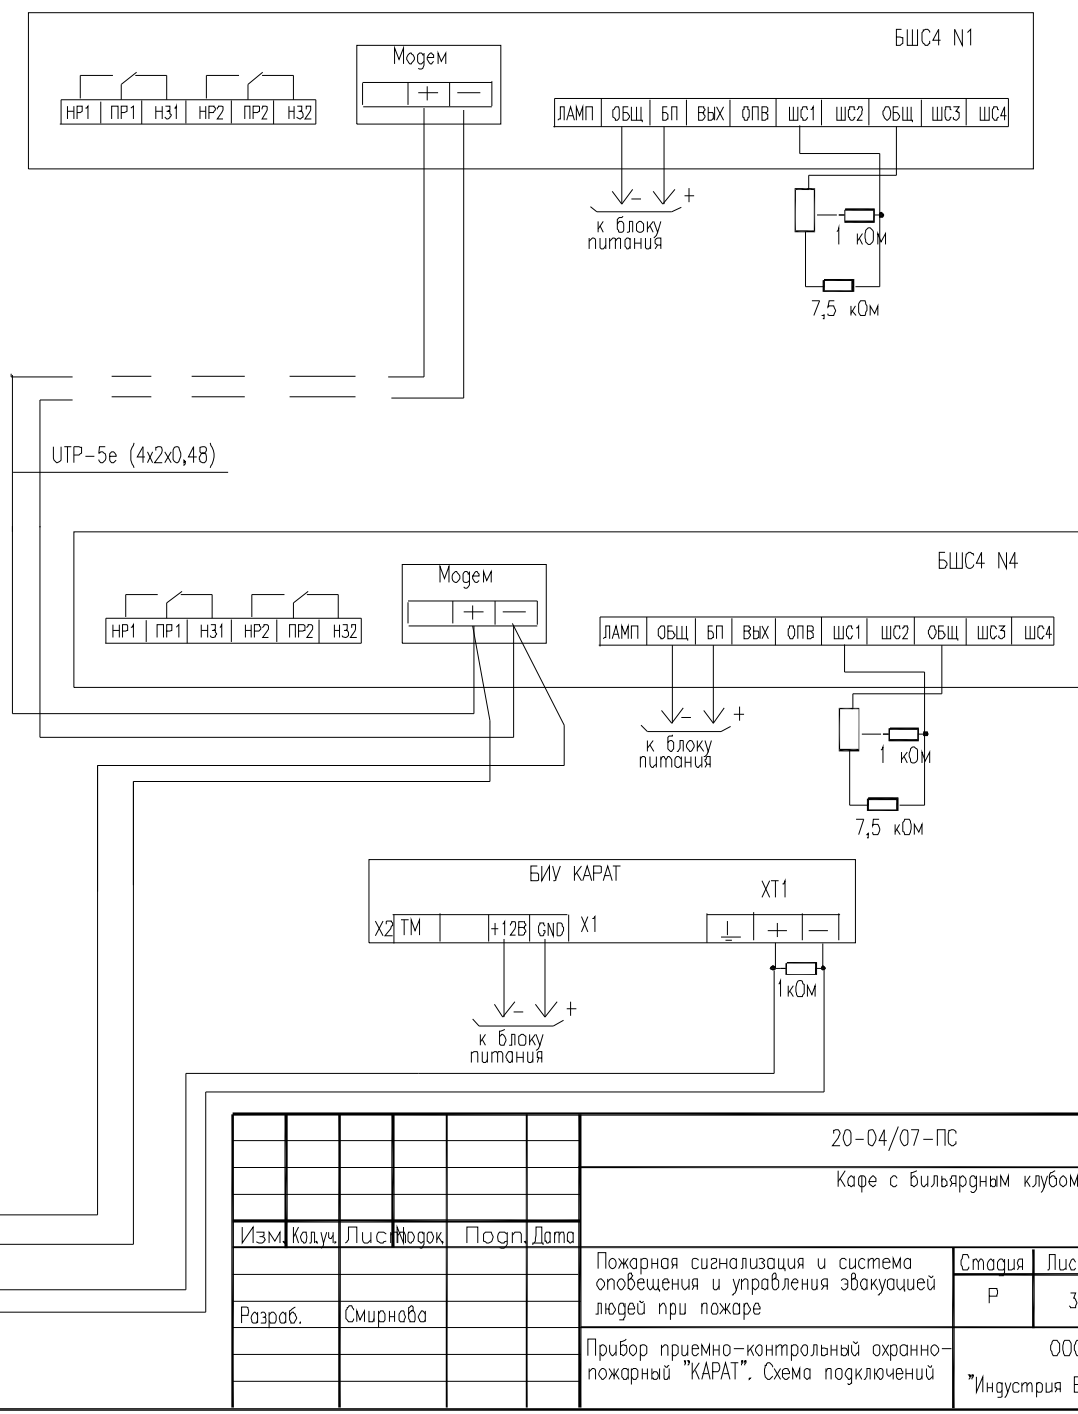 БШС4 N1
Модем
+ —
НР1 ПР1 НЗ1 НР2 ПР2 НЗ2
ЛАМП ОБЩ БП ВЫХ ОПВ ШС1 ШС2 ОБЩ ШС3 ШС4
- +
к блоку
питания
1 кОм
7,5 кОм
UTP-5e (4x2x0,48)
БШС4 N4
Модем
+ —
НР1 ПР1 НЗ1 НР2 ПР2 НЗ2
ЛАМП ОБЩ БП ВЫХ ОПВ ШС1 ШС2 ОБЩ ШС3 ШС4
- +
к блоку
питания
1 кОм
7,5 кОм
БИУ КАРАТ
XT1
X2 ТМ +12В GND X1
+ —
1кОм
- +
к блоку
питания
20-04/07-ПС
Кафе с бильярдным клубом
Изм. Кол.уч. Лист Nдок. Подп. Дата
Пожарная сигнализация и система
оповещения и управления эвакуацией
людей при пожаре
Стадия Лис
Р 3
Разраб. Смирнова
Прибор приемно-контрольный охранно-
пожарный "КАРАТ". Схема подключений
ООО
"Индустрия